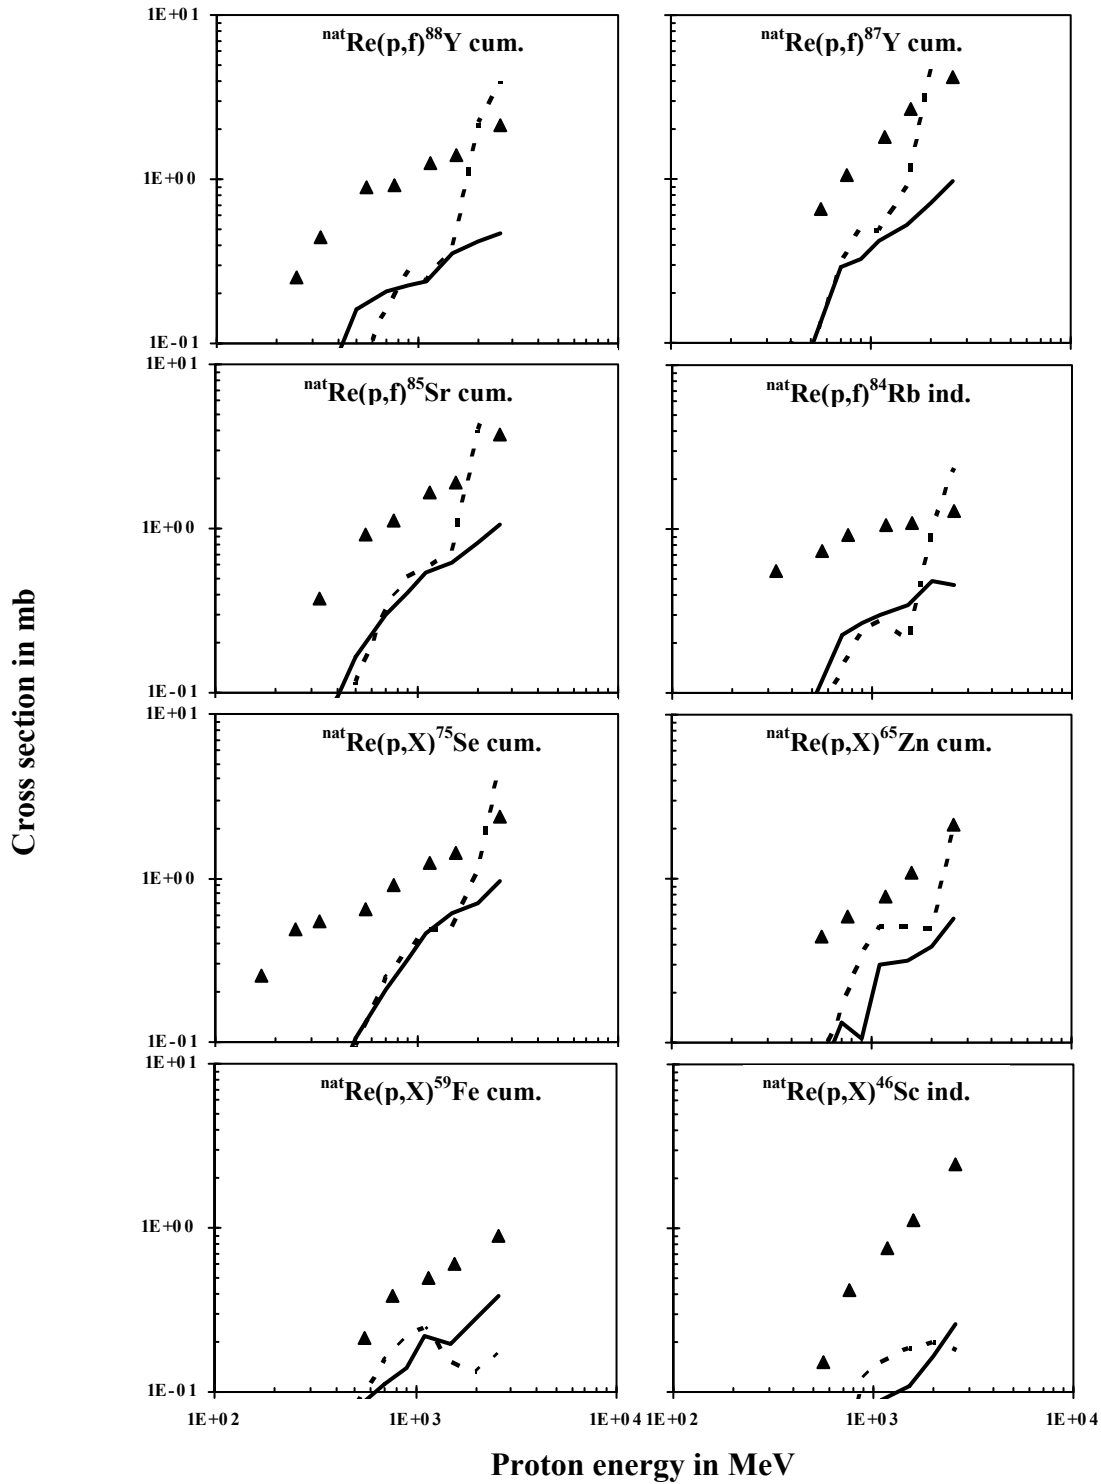 1E+01
natRe(p,f)88Y cum.
natRe(p,f)87Y cum.
1E+00
1E-01
1E+01
natRe(p,f)85Sr cum.
natRe(p,f)84Rb ind.
1E+00
1E-01
1E+01
natRe(p,X)75Se cum.
natRe(p,X)65Zn cum.
1E+00
1E-01
1E+01
natRe(p,X)59Fe cum.
natRe(p,X)46Sc ind.
1E+00
1E-01
1E+02 1E+03 1E+04 1E+02 1E+03 1E+04
Cross section in mb
Proton energy in MeV